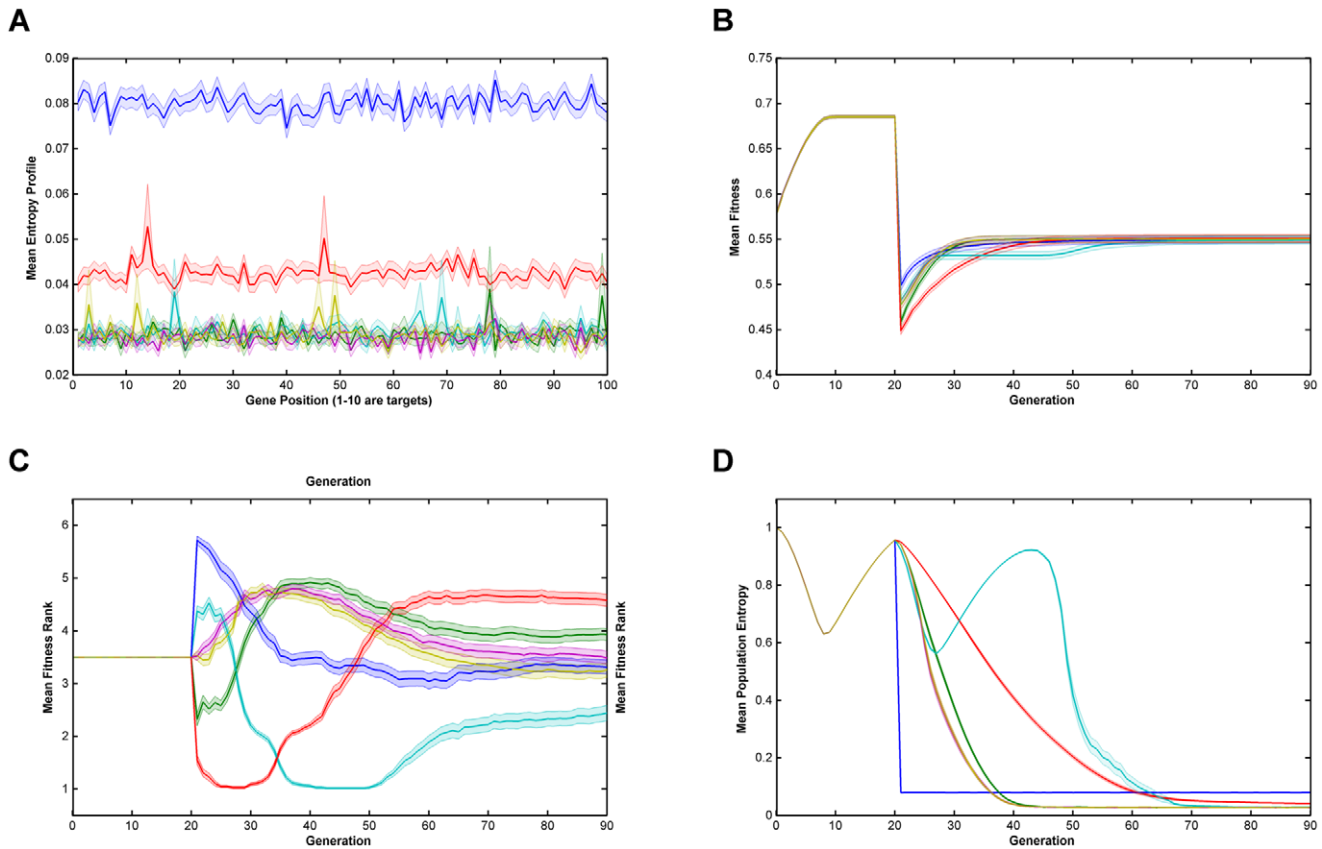 A
0.09
0.08
0.07
0.06
0.05
0.04
0.03
0.02
Mean Entropy Profile
0 10 20 30 40 50 60 70 80 90 100
Gene Position (1-10 are targets)
B
0.75
0.7
0.65
0.6
0.55
0.5
0.45
0.4
Mean Fitness
0 10 20 30 40 50 60 70 80 90
Generation
C
Generation
6
5
4
3
2
1
Mean Fitness Rank
Mean Fitness Rank
0 10 20 30 40 50 60 70 80 90
Generation
D
1
0.8
0.6
0.4
0.2
0
Mean Population Entropy
0 10 20 30 40 50 60 70 80 90
Generation